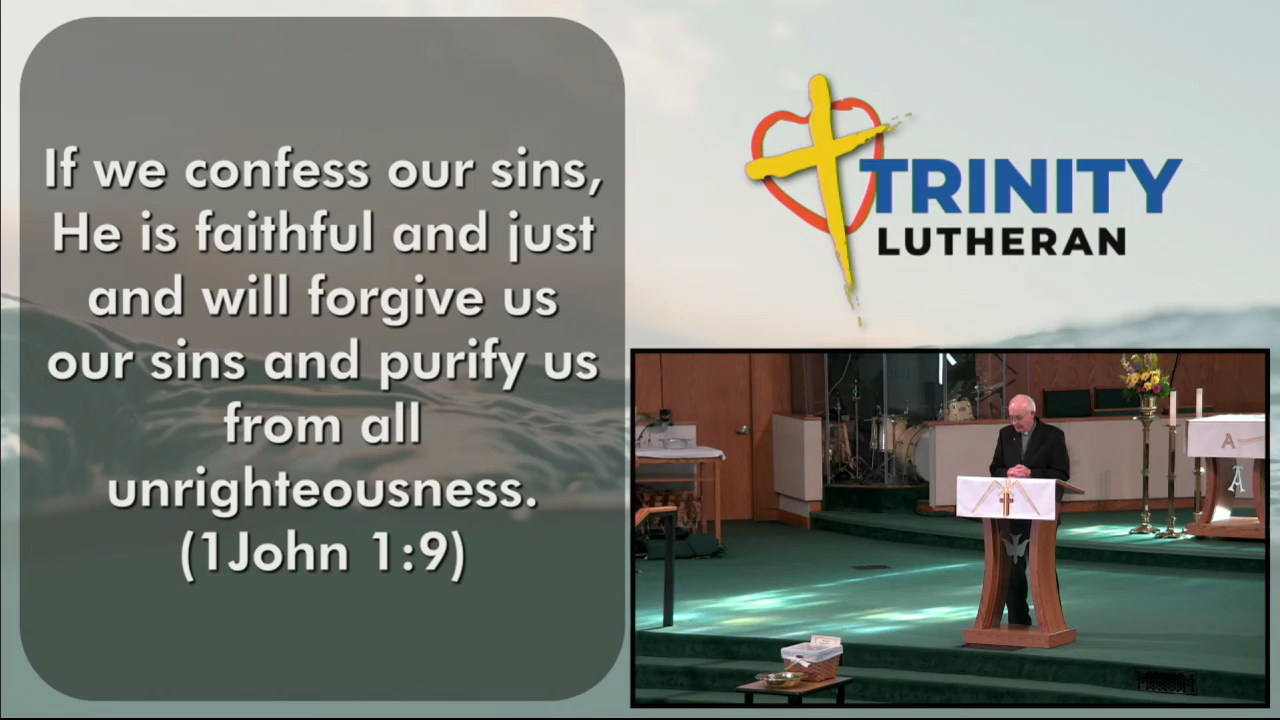 If we confess our sins,
He is faithful and just
and will forgive us
our sins and purify us
from all
unrighteousness.
(1John 1:9)
TRINITY
LUTHERAN
A
A